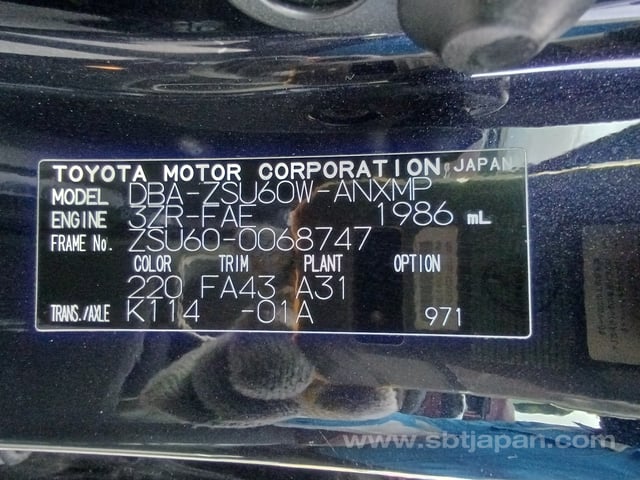 TOYOTA MOTOR CORPORATION, JAPAN
MODEL DBA-ZSU60W-ANXMP
ENGINE 3ZR-FAE 1986 mL
FRAME No. ZSU60-0068747
COLOR TRIM PLANT OPTION
220 FA43 A31
TRANS./AXLE K114 -01A 971
www.sbtjapan.com